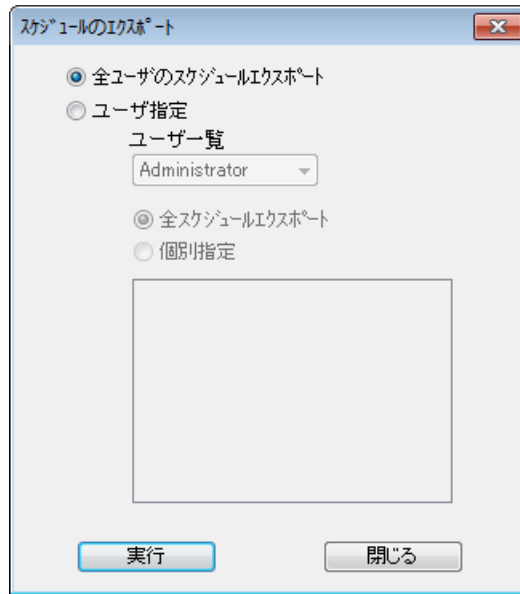 ｽｹｼﾞｭｰﾙのｴｸｽﾎﾟｰﾄ
全ユーザのスケジュールエクスポート
ユーザ指定
ユーザー覧
Administrator
全スケジュールエクスポート
個別指定
実行
閉じる